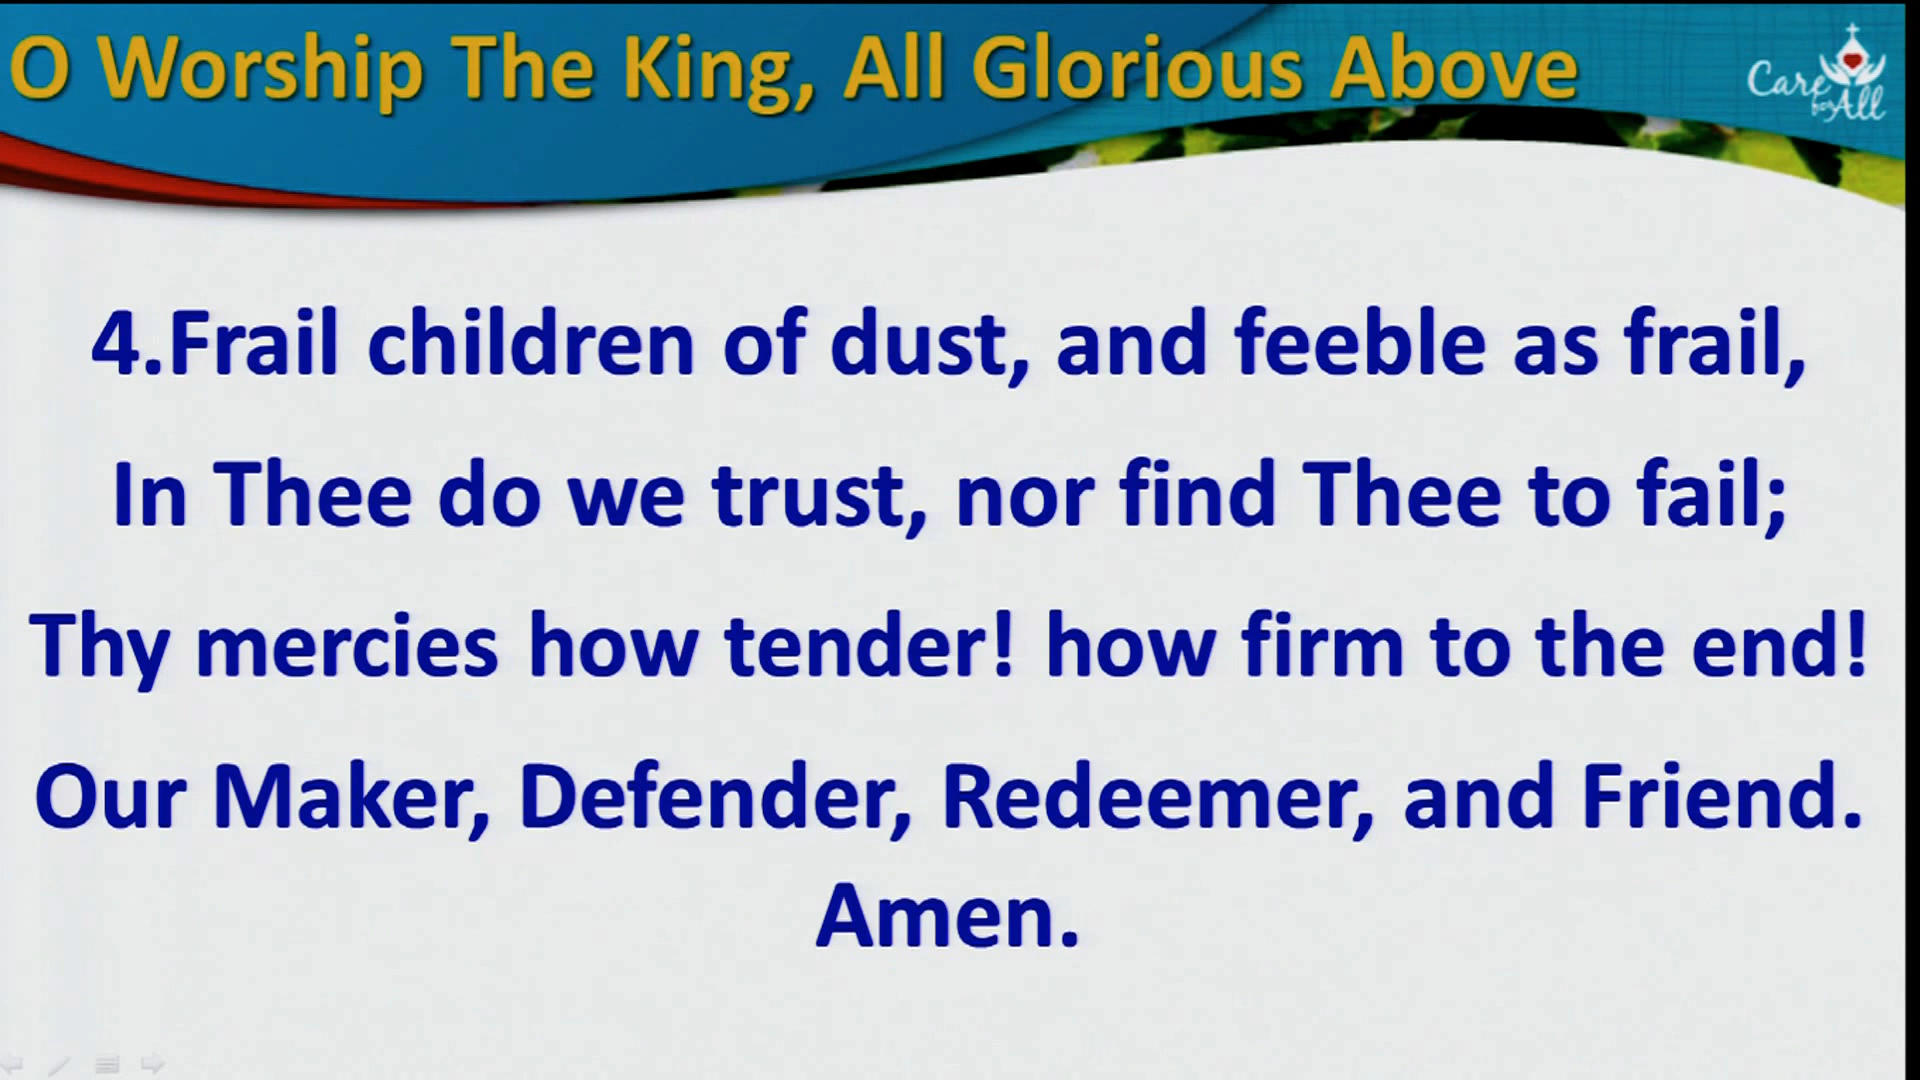 O Worship The King, All Glorious Above
Care
for All
4.Frail children of dust, and feeble as frail,
In Thee do we trust, nor find Thee to fail;
Thy mercies how tender! how firm to the end!
Our Maker, Defender, Redeemer, and Friend.
Amen.